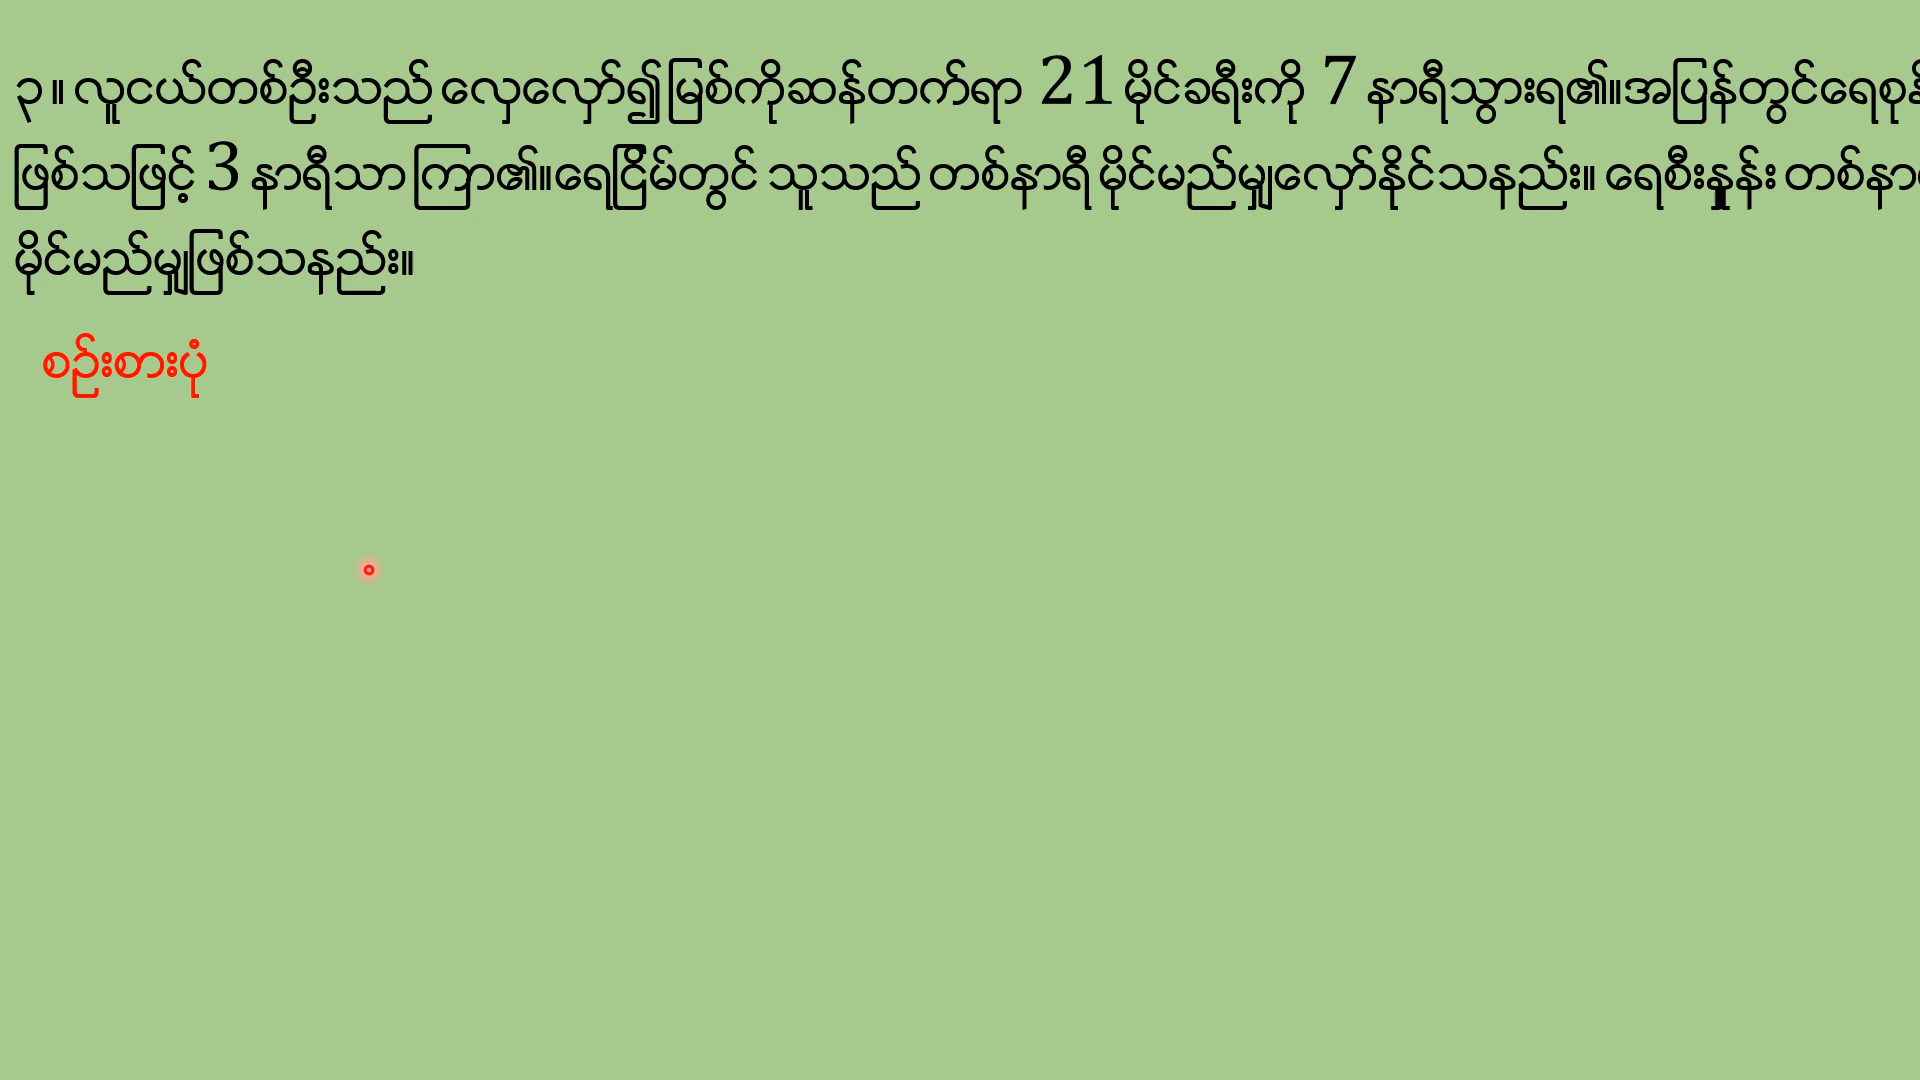 ၃ ။ လူငယ်တစ်ဦးသည် လှေလှော်၍ မြစ်ကိုဆန်တက်ရာ 21 မိုင်ခရီးကို 7 နာရီသွားရ၏။အပြန်တွင်ရေစုန်
ဖြစ်သဖြင့် 3 နာရီသာ ကြာ၏။ရေငြိမ်တွင် သူသည် တစ်နာရီ မိုင်မည်မျှလှော်နိုင်သနည်း။ ရေစီးနှုန်း
မိုင်မည်မျှဖြစ်သနည်း။
စဉ်းစားပုံ